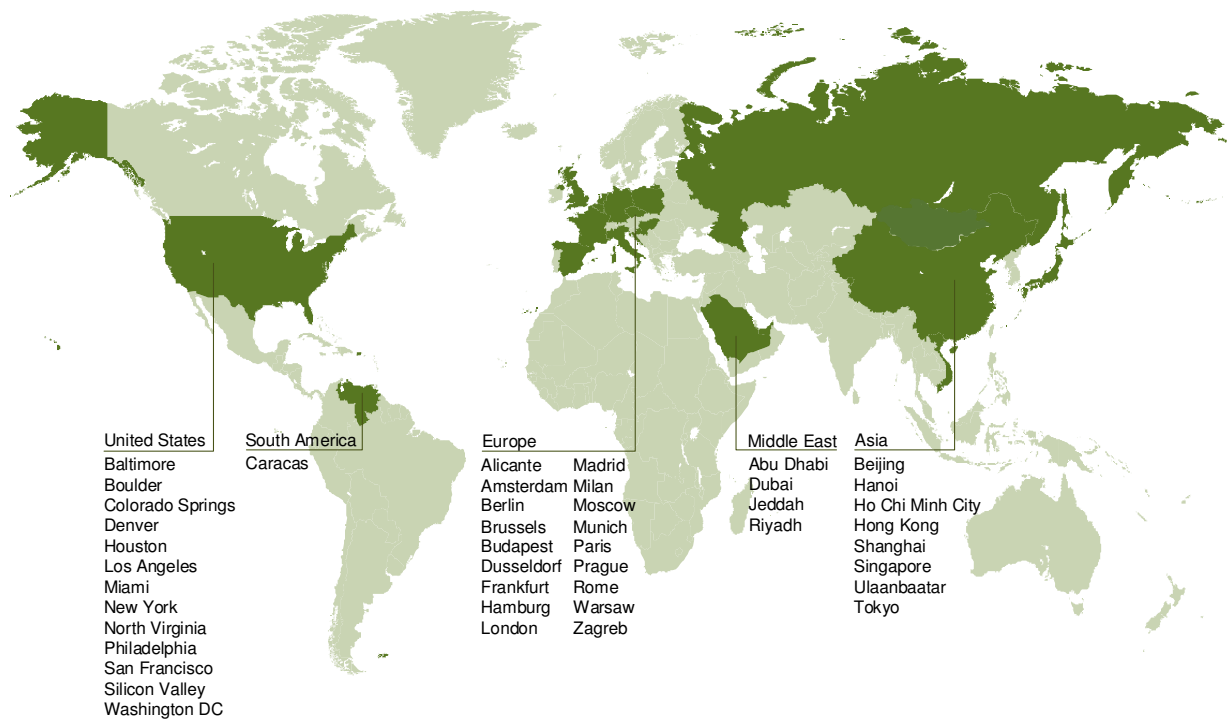 United States
Baltimore
Boulder
Colorado Springs
Denver
Houston
Los Angeles
Miami
New York
North Virginia
Philadelphia
San Francisco
Silicon Valley
Washington DC
South America
Caracas
Europe
Alicante
Amsterdam
Berlin
Brussels
Budapest
Dusseldorf
Frankfurt
Hamburg
London
Madrid
Milan
Moscow
Munich
Paris
Prague
Rome
Warsaw
Zagreb
Middle East
Abu Dhabi
Dubai
Jeddah
Riyadh
Asia
Beijing
Hanoi
Ho Chi Minh City
Hong Kong
Shanghai
Singapore
Ulaanbaatar
Tokyo